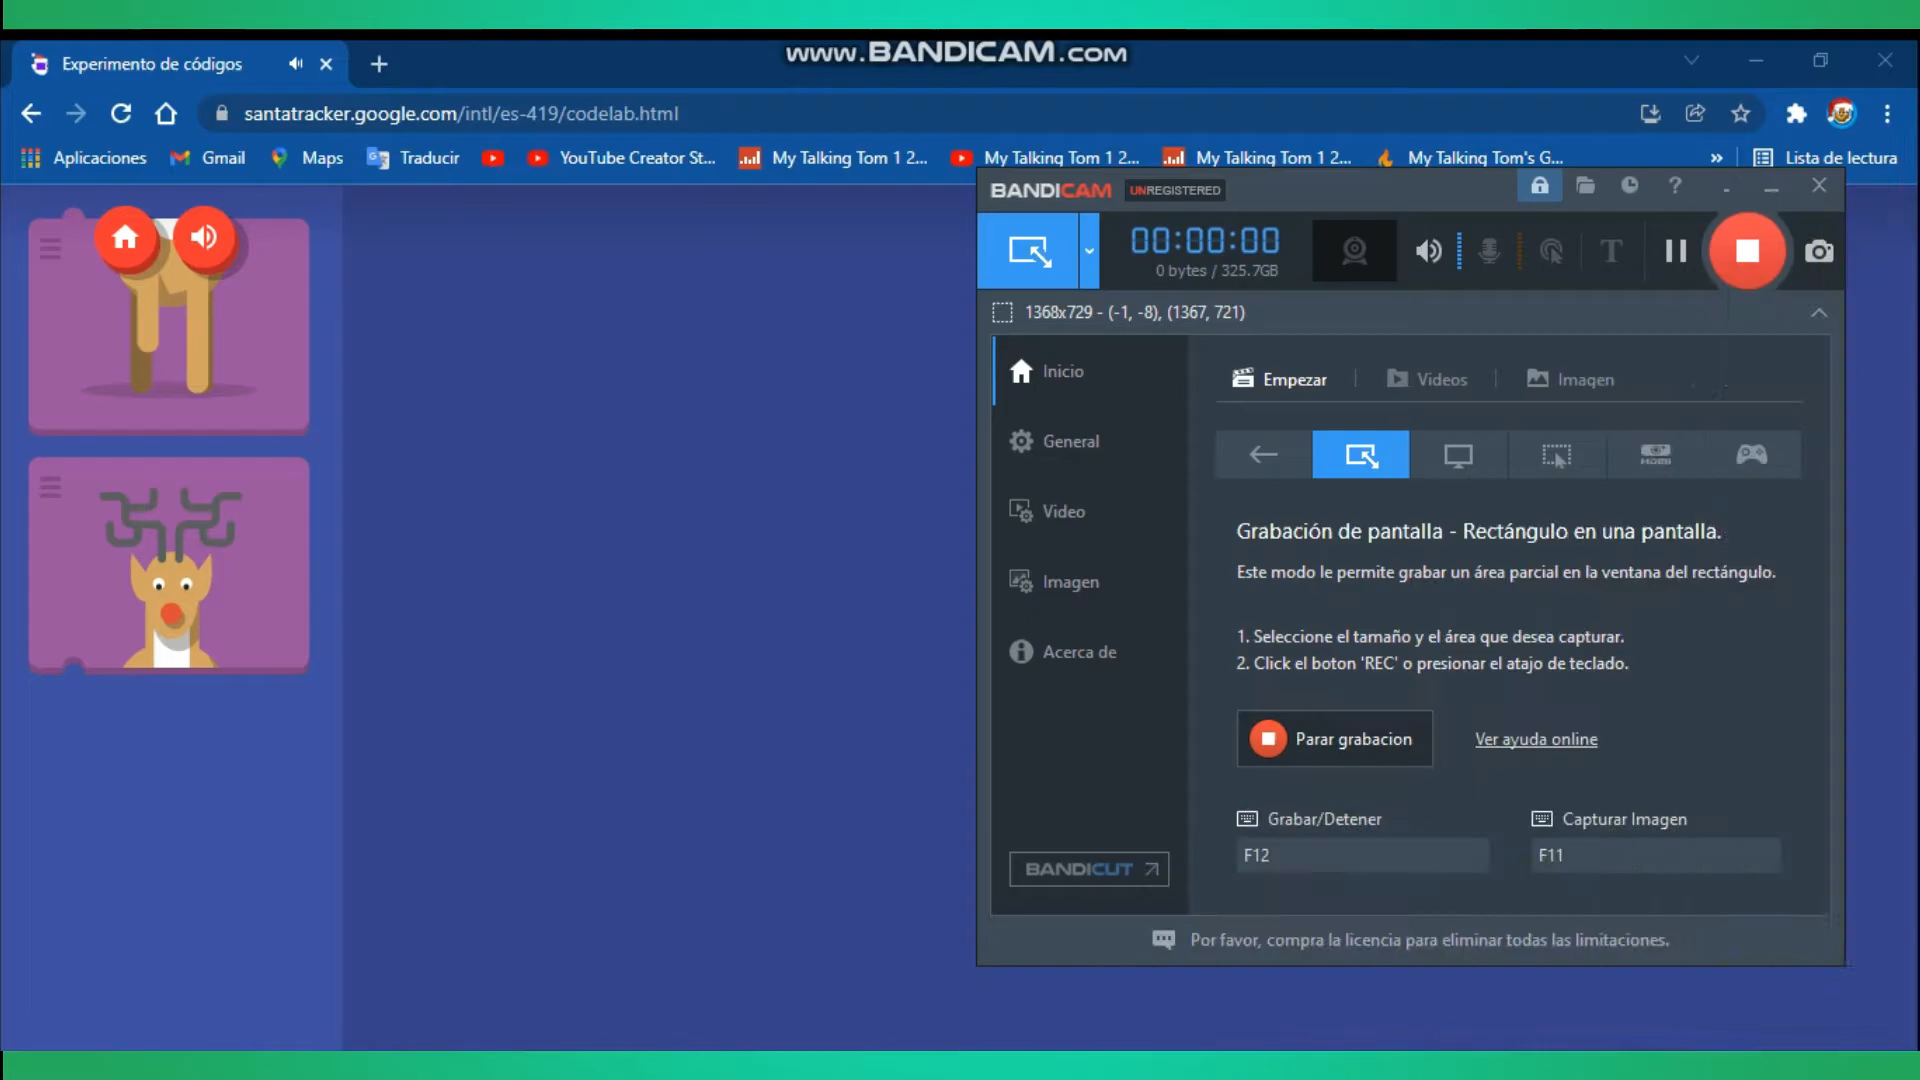 www.BANDICAM.com
Experimento de códigos
santatracker.google.com/intl/es-419/codelab.html
Aplicaciones
Gmail
Maps
Traducir
YouTube Creator St...
My Talking Tom 1 2...
My Talking Tom 1 2...
My Talking Tom 1 2...
My Talking Tom's G...
»
Lista de lectura
BANDICAM UNREGISTERED
00:00:00
0 bytes / 325.7GB
1368x729 - (-1, -8), (1367, 721)
Inicio
General
Video
Imagen
Acerca de
BANDICUT
Empezar
Videos
Imagen
HDMI
Grabación de pantalla - Rectángulo en una pantalla.
Este modo le permite grabar un área parcial en la ventana del rectángulo.
1. Seleccione el tamaño y el área que desea capturar.
2. Click el boton 'REC' o presionar el atajo de teclado.
Parar grabacion
Ver ayuda online
Grabar/Detener
F12
Capturar Imagen
F11
Por favor, compra la licencia para eliminar todas las limitaciones.